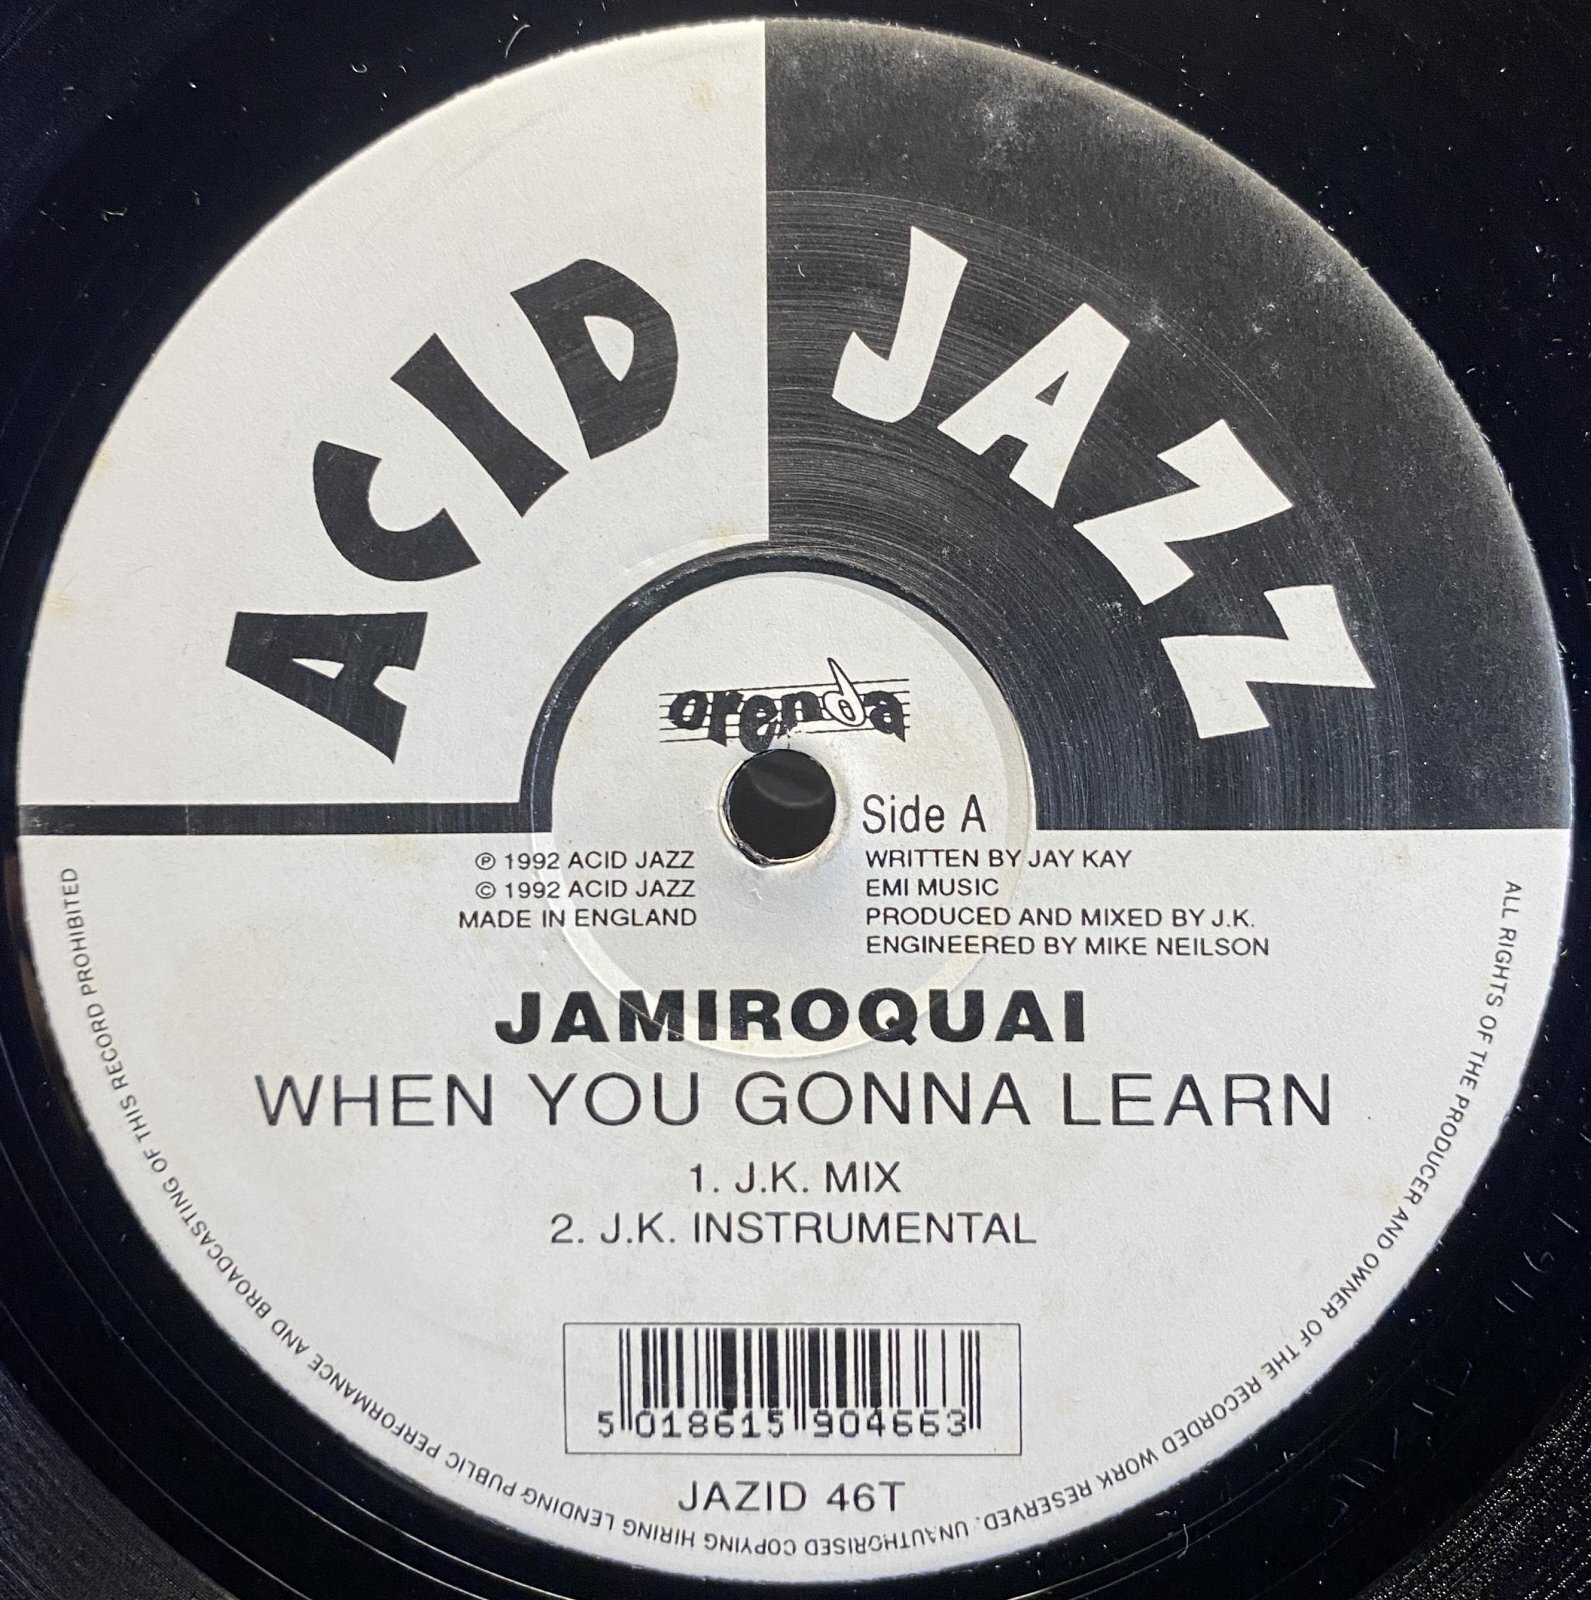 ACID JAZZ
orenda
Side A
℗ 1992 ACID JAZZ
© 1992 ACID JAZZ
MADE IN ENGLAND
WRITTEN BY JAY KAY
EMI MUSIC
PRODUCED AND MIXED BY J.K.
ENGINEERED BY MIKE NEILSON
JAMIROQUAI
WHEN YOU GONNA LEARN
1. J.K. MIX
2. J.K. INSTRUMENTAL
5 018615 904663
JAZID 46T
ALL RIGHTS OF THE PRODUCER AND OWNER OF THE RECORDED WORK RESERVED. UNAUTHORISED COPYING HIRING LENDING PUBLIC PERFORMANCE AND BROADCASTING OF THIS RECORD PROHIBITED